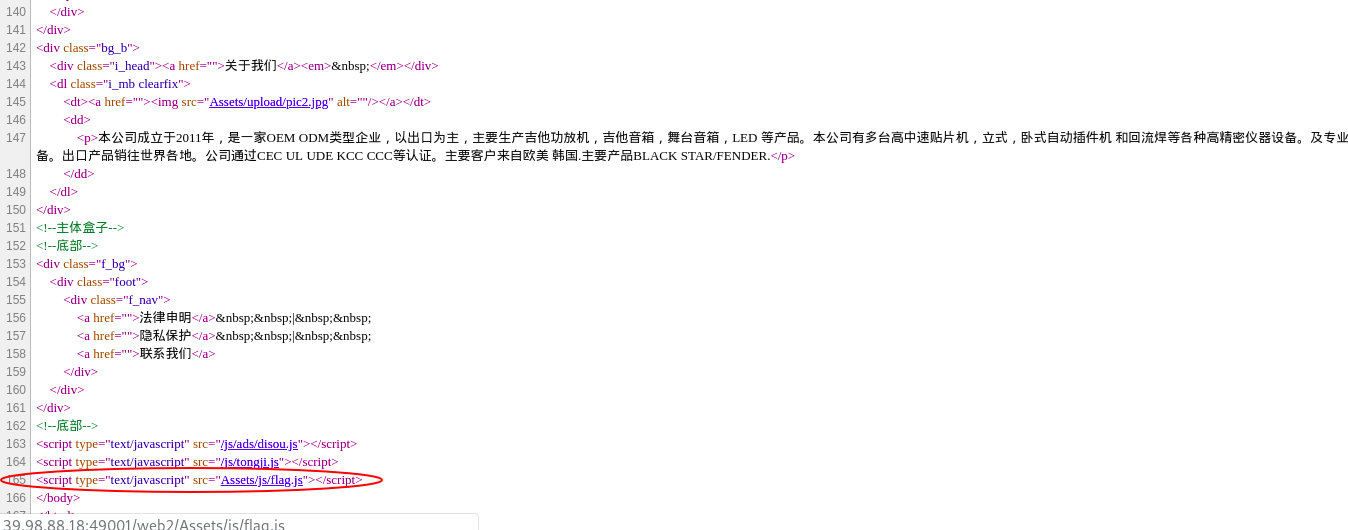 140 </div>
141 </div>
142 <div class="bg_b">
143 <div class="i_head"><a href="">关于我们</a><em>&nbsp;</em></div>
144 <dl class="i_mb clearfix">
145 <dt><a href=""><img src="Assets/upload/pic2.jpg" alt=""/></a></dt>
146 <dd>
147 <p>本公司成立于2011年，是一家OEM ODM类型企业，以出口为主，主要生产吉他功放机，吉他音箱，舞台音箱，LED 等产品。本公司有多台高中速贴片机，立式，卧式自动插件机 和回流焊等各种高精密仪器设备。及专业
备。出口产品销往世界各地。公司通过CEC UL UDE KCC CCC等认证。主要客户来自欧美 韩国.主要产品BLACK STAR/FENDER.</p>
148 </dd>
149 </dl>
150 </div>
151 <!--主体盒子-->
152 <!--底部-->
153 <div class="f_bg">
154 <div class="foot">
155 <div class="f_nav">
156 <a href="">法律申明</a>&nbsp;&nbsp;|&nbsp;&nbsp;
157 <a href="">隐私保护</a>&nbsp;&nbsp;|&nbsp;&nbsp;
158 <a href="">联系我们</a>
159 </div>
160 </div>
161 </div>
162 <!--底部-->
163 <script type="text/javascript" src="/js/ads/disou.js"></script>
164 <script type="text/javascript" src="/js/tongji.js"></script>
165 <script type="text/javascript" src="Assets/js/flag.js"></script>
166 </body>
39.98.88.18:49001/web2/Assets/js/flag.js